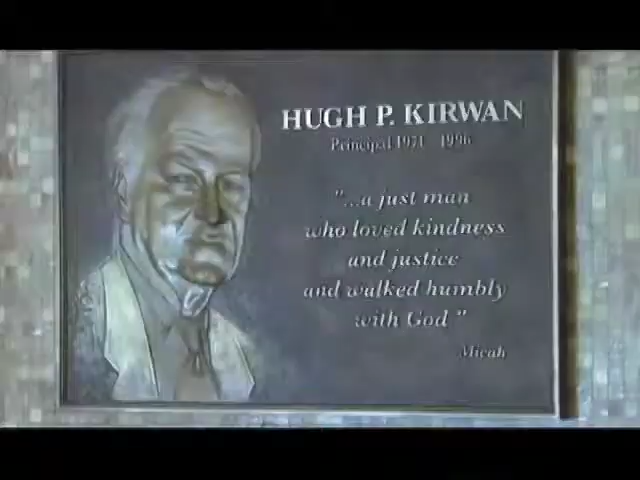 HUGH P. KIRWAN
Principal 1971 - 1996
"...a just man
who loved kindness
and justice
and walked humbly
with God"
Micah